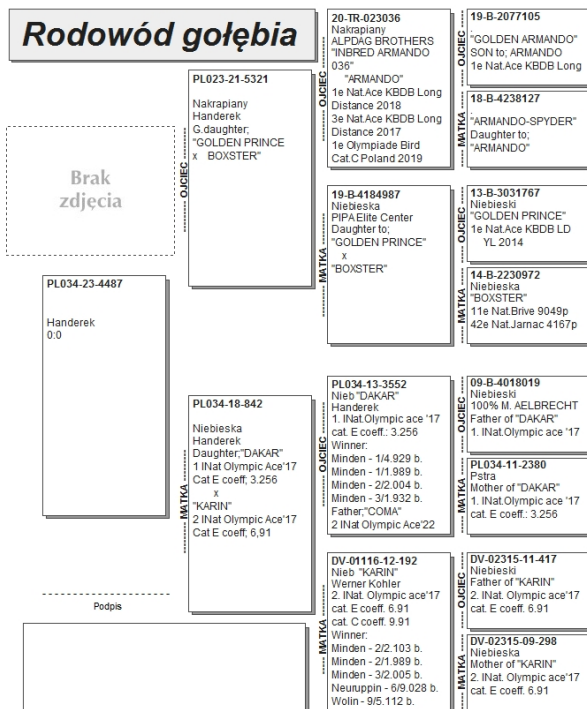 Rodowód gołębia
Brak
zdjęcia
PL034-23-4487
Handerek
0:0
Podpis
OJCIEC
PL023-21-5321
Nakrapiany
Handerek
G.daughter;
"GOLDEN PRINCE
x BOXSTER"
MATKA
PL034-18-842
Niebieska
Handerek
Daughter;"DAKAR"
1 INat Olympic Ace'17
Cat E coeff; 3.256
x
"KARIN"
2 INat Olympic Ace'17
Cat E coeff; 6,91
OJCIEC
20-TR-023036
Nakrapiany
ALPDAG BROTHERS
"INBRED ARMANDO
036"
"ARMANDO"
1e Nat.Ace KBDB Long
Distance 2018
3e Nat.Ace KBDB Long
Distance 2017
1e Olympiade Bird
Cat.C Poland 2019
MATKA
19-B-4184987
Niebieska
PIPA Elite Center
Daughter to;
"GOLDEN PRINCE"
x
"BOXSTER"
OJCIEC
PL034-13-3552
Nieb "DAKAR"
Handerek
1. INat.Olympic ace '17
cat. E coeff.: 3.256
Winner:
Minden - 1/4.929 b.
Minden - 1/1.989 b.
Minden - 2/2.004 b.
Minden - 3/1.932 b.
Father;"COMA"
2 INat Olympic Ace'22
MATKA
DV-01116-12-192
Nieb "KARIN"
Werner Kohler
2. INat. Olympic ace'17
cat. E coeff. 6.91
cat. C coeff. 9.91
Winner:
Minden - 2/2.103 b.
Minden - 2/1.989 b.
Minden - 3/2.005 b.
Neuruppin - 6/9.028 b.
Wolin - 9/5.112 b.
OJCIEC
19-B-2077105
.
"GOLDEN ARMANDO"
SON to; ARMANDO
1e Nat.Ace KBDB Long
MATKA
18-B-4238127
.
"ARMANDO-SPYDER"
Daughter to;
"ARMANDO"
OJCIEC
13-B-3031767
Niebieski
"GOLDEN PRINCE"
1e Nat.Ace KBDB LD
YL 2014
MATKA
14-B-2230972
Niebieska
"BOXSTER"
11e Nat.Brive 9049p
42e Nat.Jarnac 4167p
OJCIEC
09-B-4018019
Niebieski
100% M. AELBRECHT
Father of "DAKAR"
1. INat.Olympic ace '17
MATKA
PL034-11-2380
Pstra
Mother of "DAKAR"
1. INat.Olympic ace '17
cat. E coeff.: 3.256
OJCIEC
DV-02315-11-417
Niebieski
Father of "KARIN"
2. INat. Olympic ace'17
cat. E coeff. 6.91
MATKA
DV-02315-09-298
Niebieska
Mother of "KARIN"
2. INat. Olympic ace'17
cat. E coeff. 6.91